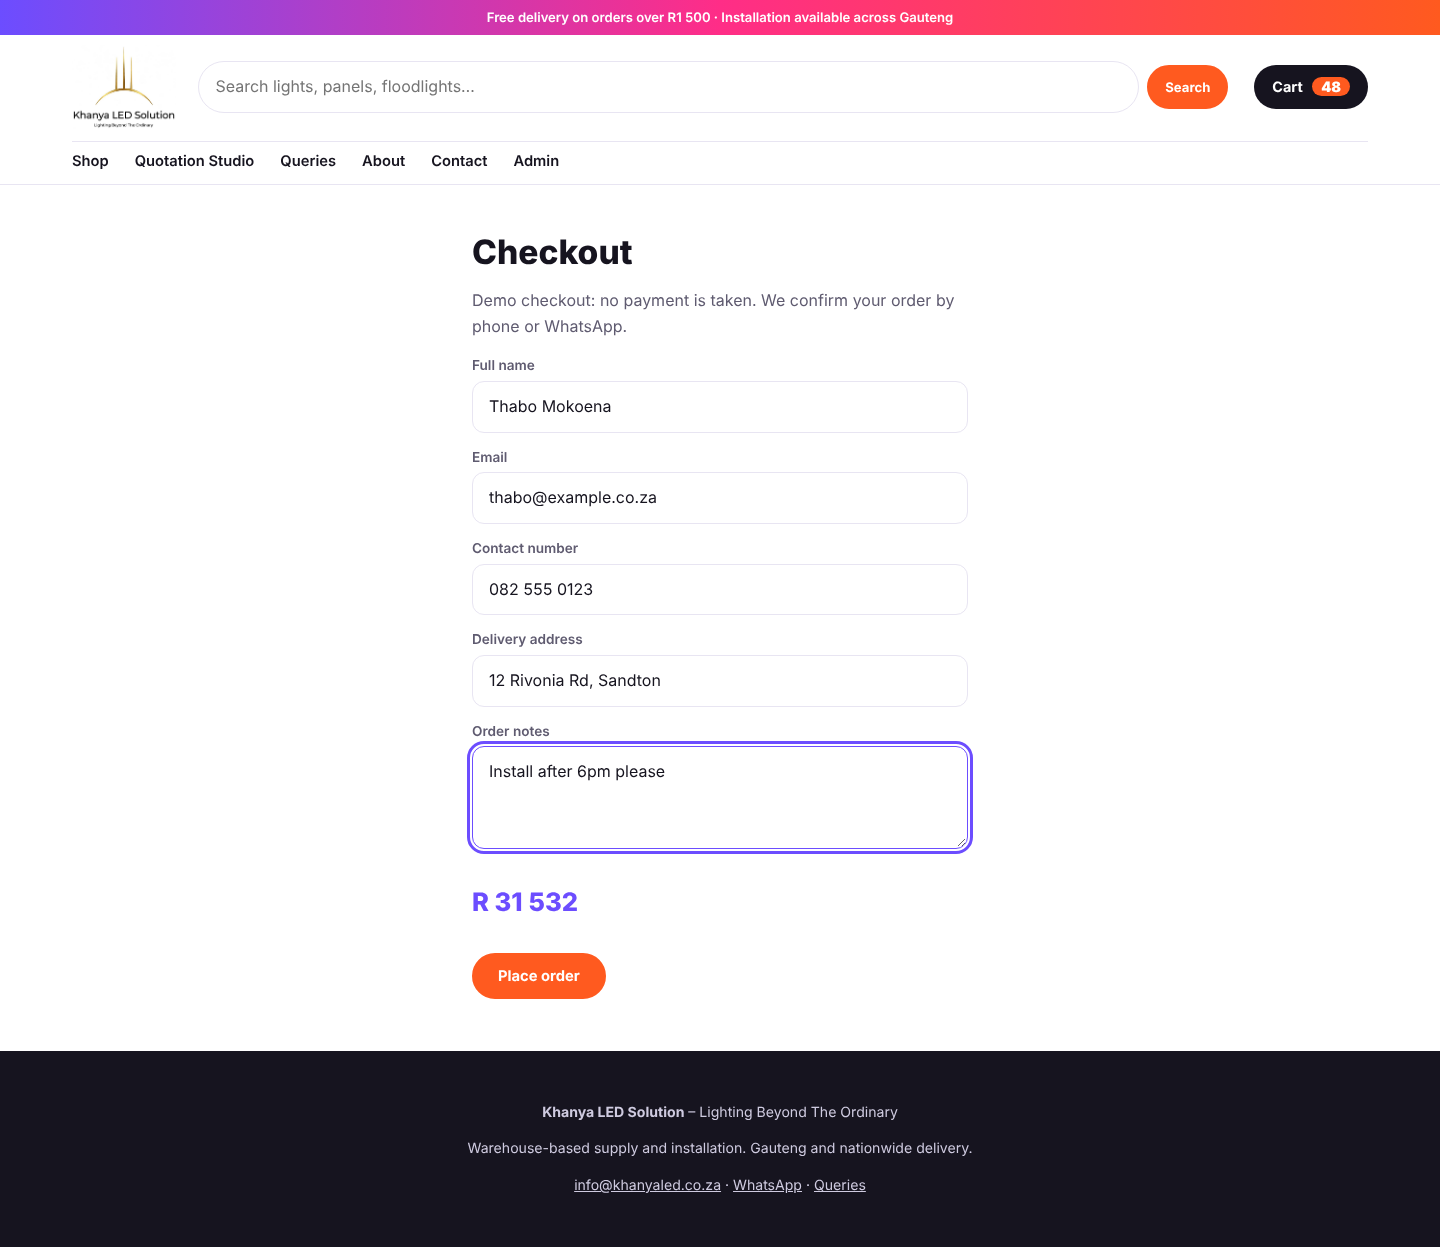 Free delivery on orders over R1 500 · Installation available across Gauteng
Khanya LED Solution
Lighting Beyond The Ordinary
Search lights, panels, floodlights...
Search
Cart 48
Shop Quotation Studio Queries About Contact Admin
Checkout
Demo checkout: no payment is taken. We confirm your order by
phone or WhatsApp.
Full name
Thabo Mokoena
Email
thabo@example.co.za
Contact number
082 555 0123
Delivery address
12 Rivonia Rd, Sandton
Order notes
Install after 6pm please
R 31 532
Place order
Khanya LED Solution – Lighting Beyond The Ordinary
Warehouse-based supply and installation. Gauteng and nationwide delivery.
info@khanyaled.co.za · WhatsApp · Queries